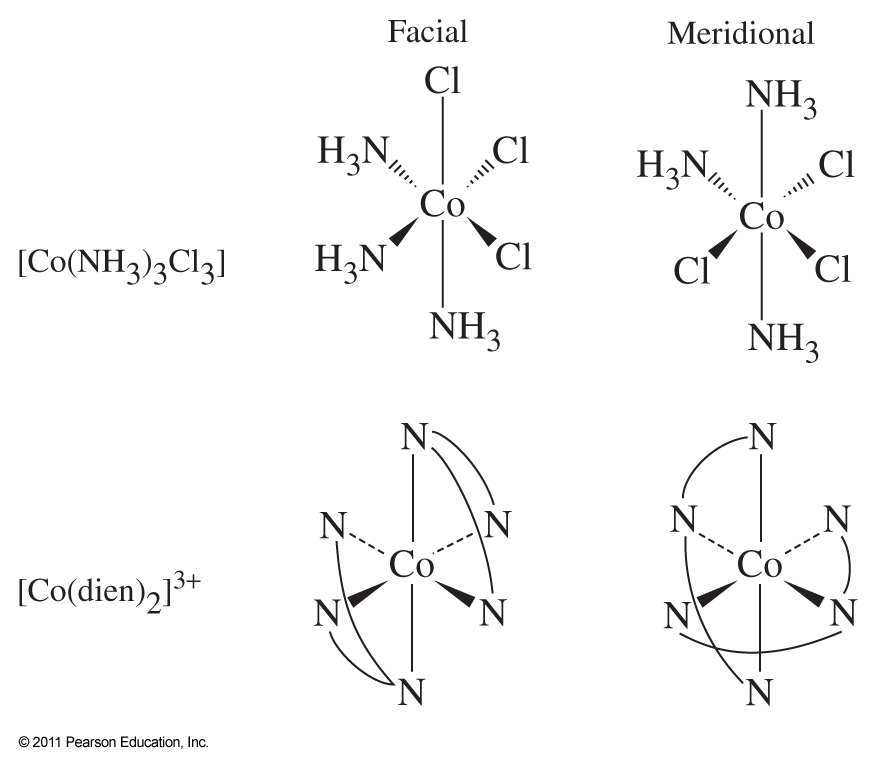 Facial
Meridional
Cl
NH₃
H₃N
Cl
H₃N
Cl
Co
Co
[Co(NH₃)₃Cl₃]
H₃N
Cl
Cl
Cl
NH₃
NH₃
N
N
N
N
N
N
Co
Co
[Co(dien)₂]³⁺
N
N
N
N
N
N
© 2011 Pearson Education, Inc.